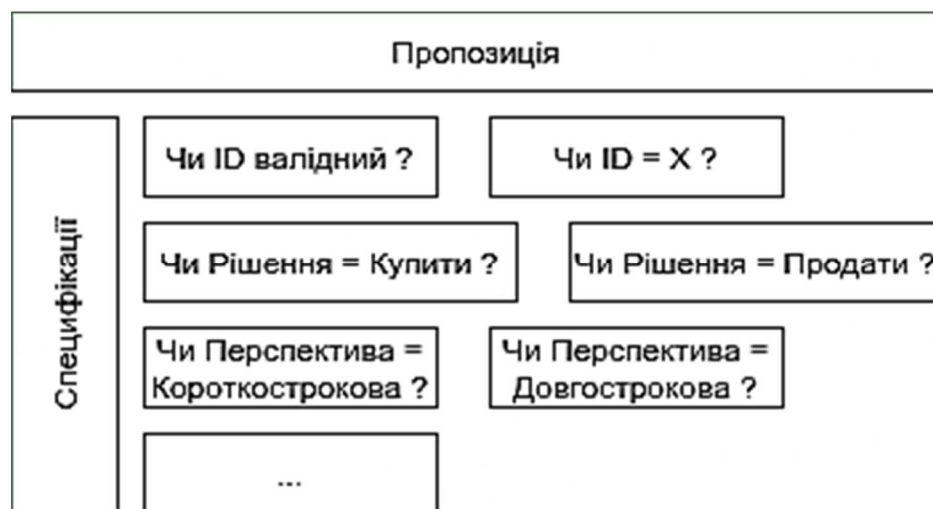 Пропозиція
Специфікації
Чи ID валідний ?
Чи ID = X ?
Чи Рішення = Купити ?
Чи Рішення = Продати ?
Чи Перспектива =
Короткострокова ?
Чи Перспектива =
Довгострокова ?
...